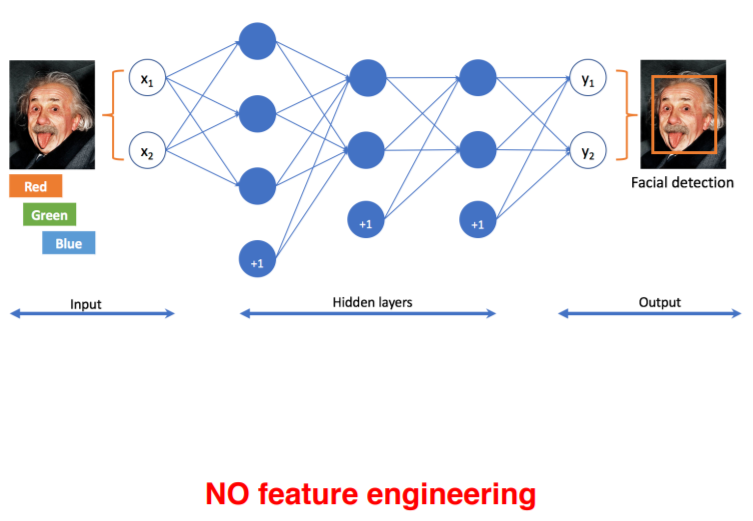 x1
x2
+1
+1
+1
y1
y2
Red
Green
Blue
Facial detection
Input
Hidden layers
Output
NO feature engineering